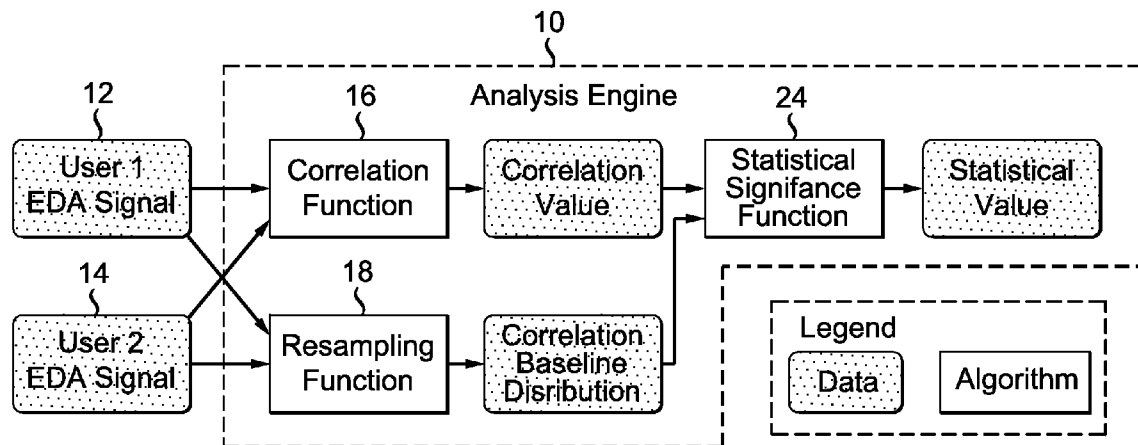 10
Analysis Engine
12
User 1
EDA Signal
16
Correlation
Function
Correlation
Value
24
Statistical
Signifance
Function
Statistical
Value
14
User 2
EDA Signal
18
Resampling
Function
Correlation
Baseline
Disribution
Legend
Data
Algorithm